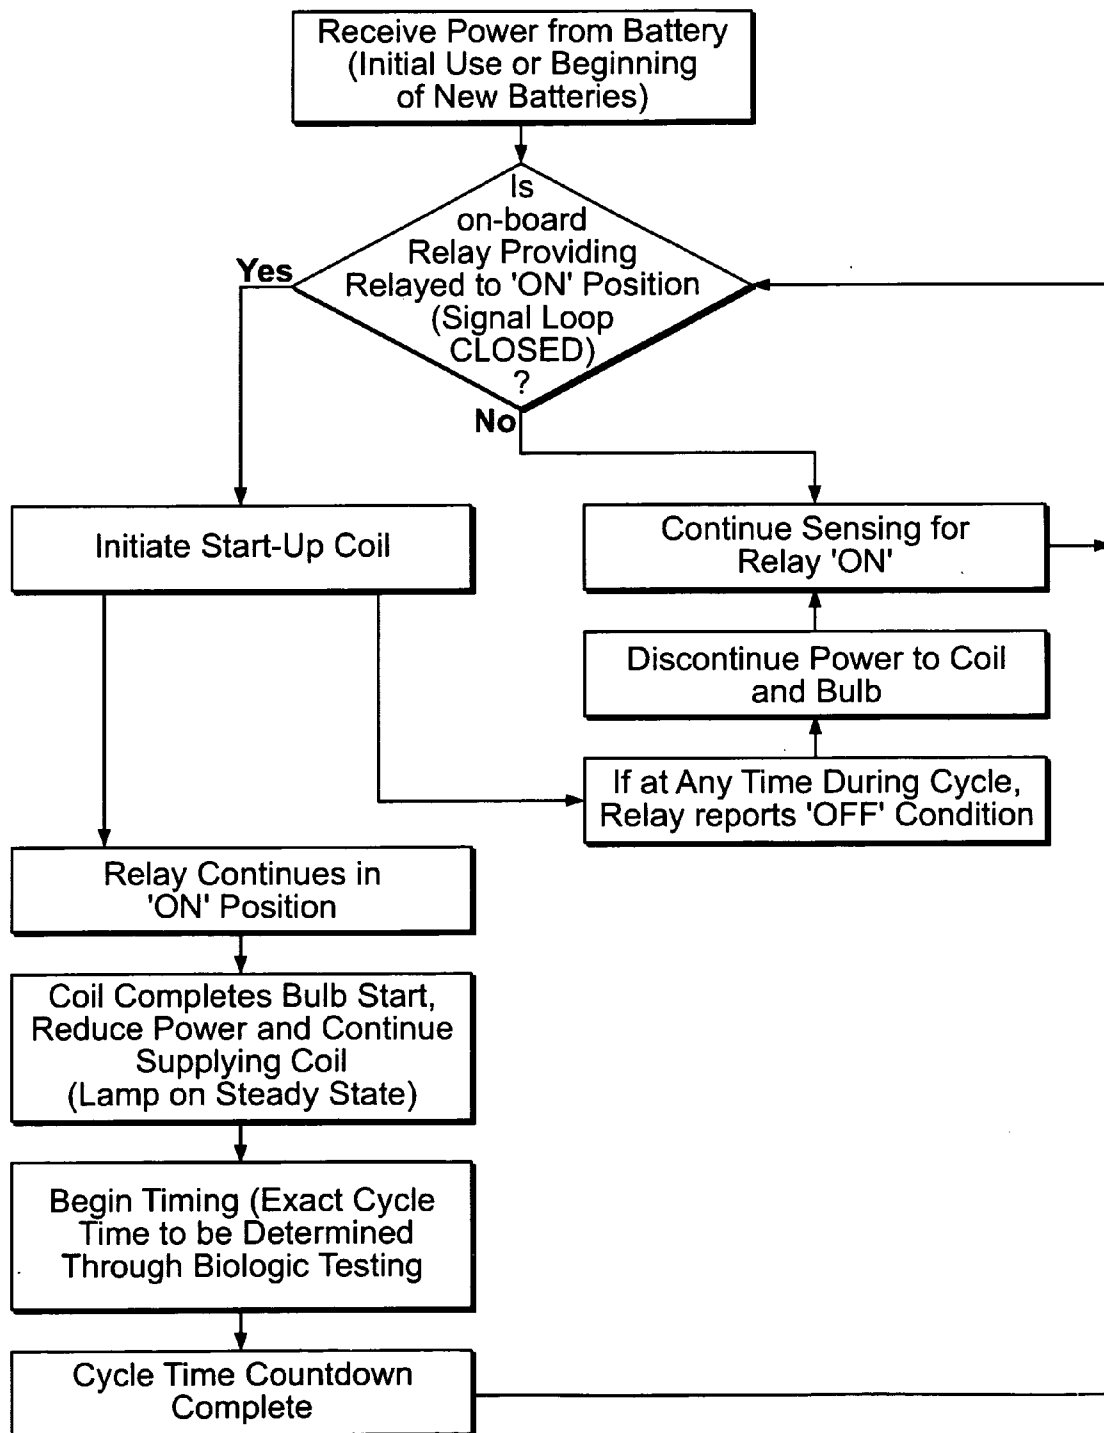 Receive Power from Battery
(Initial Use or Beginning
of New Batteries)
Is
on-board
Relay Providing
Relayed to 'ON' Position
(Signal Loop
CLOSED)
?
Yes
No
Initiate Start-Up Coil
Continue Sensing for
Relay 'ON'
Discontinue Power to Coil
and Bulb
If at Any Time During Cycle,
Relay reports 'OFF' Condition
Relay Continues in
'ON' Position
Coil Completes Bulb Start,
Reduce Power and Continue
Supplying Coil
(Lamp on Steady State)
Begin Timing (Exact Cycle
Time to be Determined
Through Biologic Testing
Cycle Time Countdown
Complete